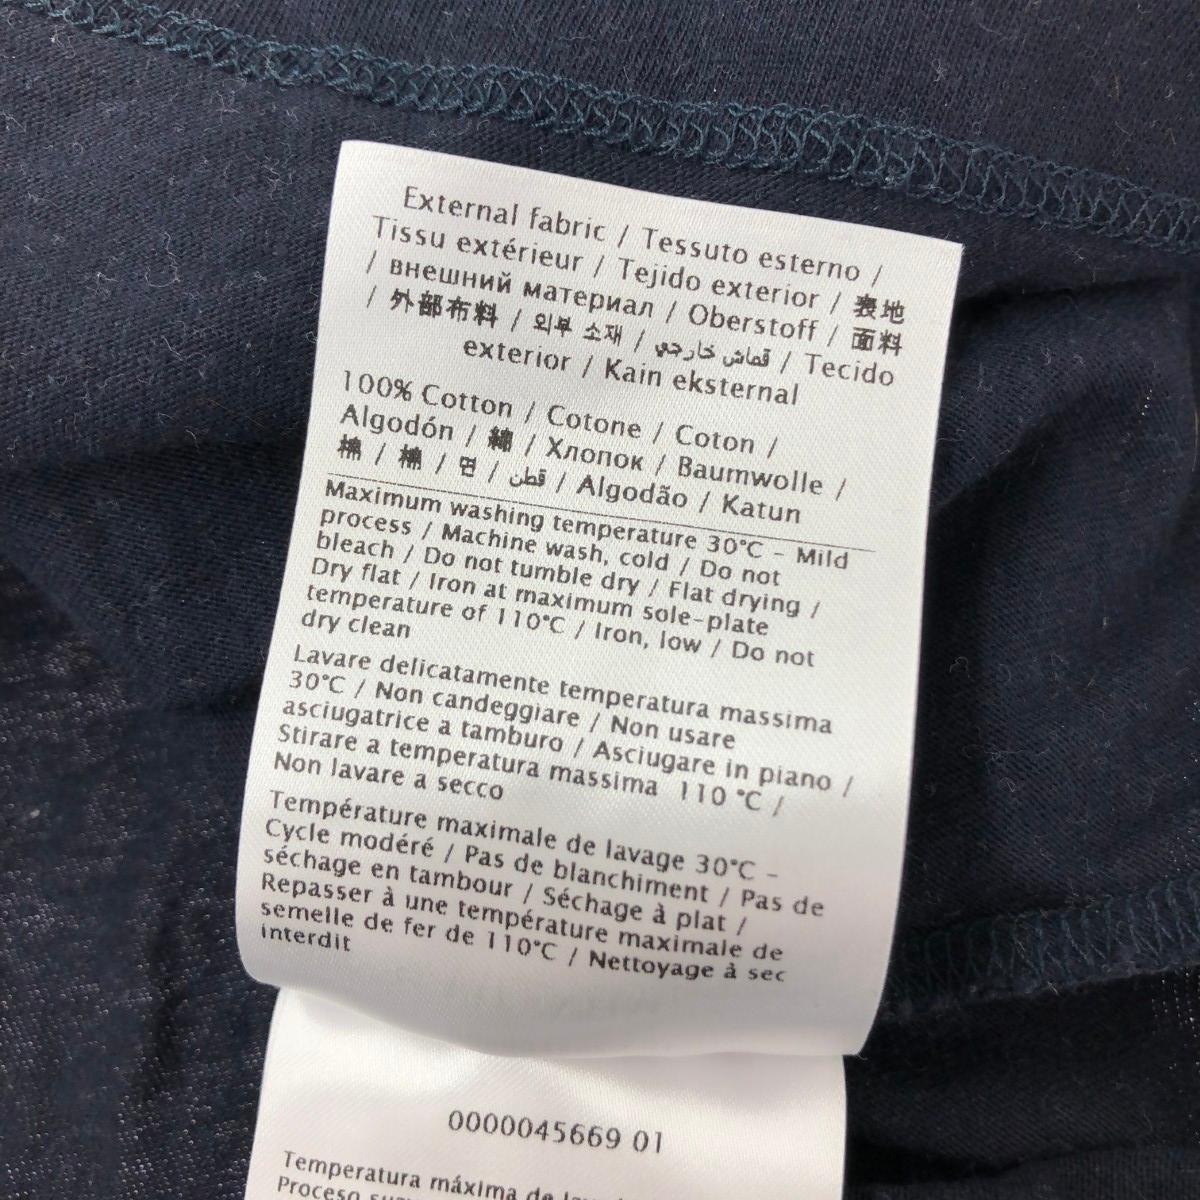 External fabric / Tessuto esterno /
Tissu extérieur / Tejido exterior / 表地
/ внешний материал / Oberstoff / 面料
/ 外部布料 / 외부 소재 / قماش خارجي / Tecido
exterior / Kain eksternal
100% Cotton / Cotone / Coton /
Algodón / 綿 / Хлопок / Baumwolle /
棉 / 棉 / 면 / قطن / Algodão / Katun
Maximum washing temperature 30°C - Mild
process / Machine wash, cold / Do not
bleach / Do not tumble dry / Flat drying /
Dry flat / Iron at maximum sole-plate
temperature of 110°C / Iron, low / Do not
dry clean
Lavare delicatamente temperatura massima
30°C / Non candeggiare / Non usare
asciugatrice a tamburo / Asciugare in piano /
Stirare a temperatura massima 110 °C /
Non lavare a secco
Température maximale de lavage 30°C -
Cycle modéré / Pas de blanchiment / Pas de
séchage en tambour / Séchage à plat /
Repasser à une température maximale de
semelle de fer de 110°C / Nettoyage à sec
interdit
0000045669 01
Temperatura máxima de
Proceso